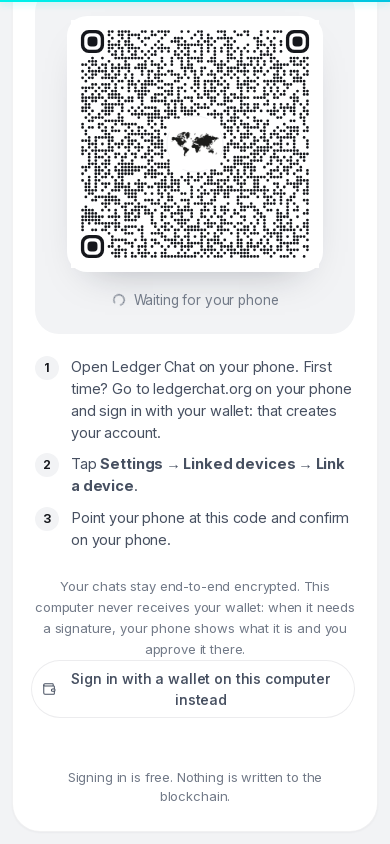 Waiting for your phone
1 Open Ledger Chat on your phone. First
time? Go to ledgerchat.org on your phone
and sign in with your wallet: that creates
your account.
2 Tap Settings → Linked devices → Link
a device.
3 Point your phone at this code and confirm
on your phone.
Your chats stay end-to-end encrypted. This
computer never receives your wallet: when it needs
a signature, your phone shows what it is and you
approve it there.
Sign in with a wallet on this computer
instead
Signing in is free. Nothing is written to the
blockchain.